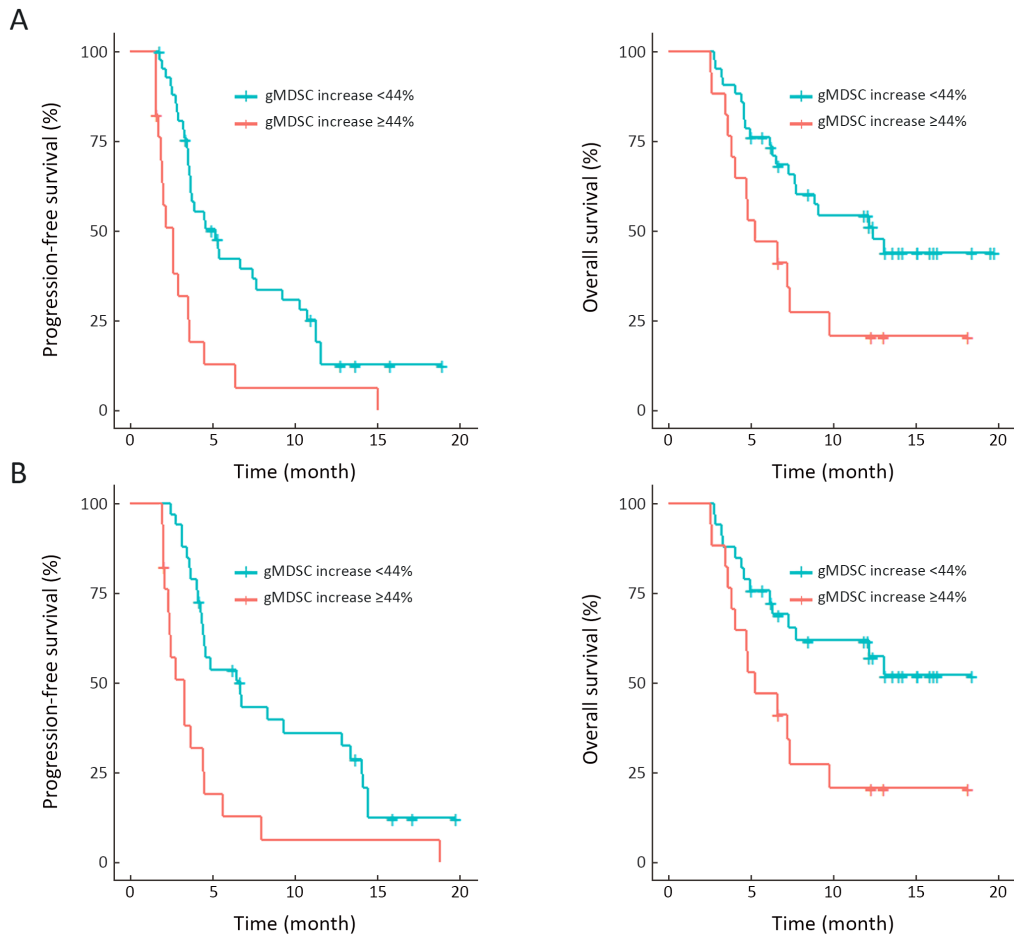 A
Progression-free survival (%)
100
75
50
25
0
gMDSC increase <44%
gMDSC increase ≥44%
0 5 10 15 20
Time (month)
Overall survival (%)
100
75
50
25
0
gMDSC increase <44%
gMDSC increase ≥44%
0 5 10 15 20
Time (month)
B
Progression-free survival (%)
100
75
50
25
0
gMDSC increase <44%
gMDSC increase ≥44%
0 5 10 15 20
Time (month)
Overall survival (%)
100
75
50
25
0
gMDSC increase <44%
gMDSC increase ≥44%
0 5 10 15 20
Time (month)